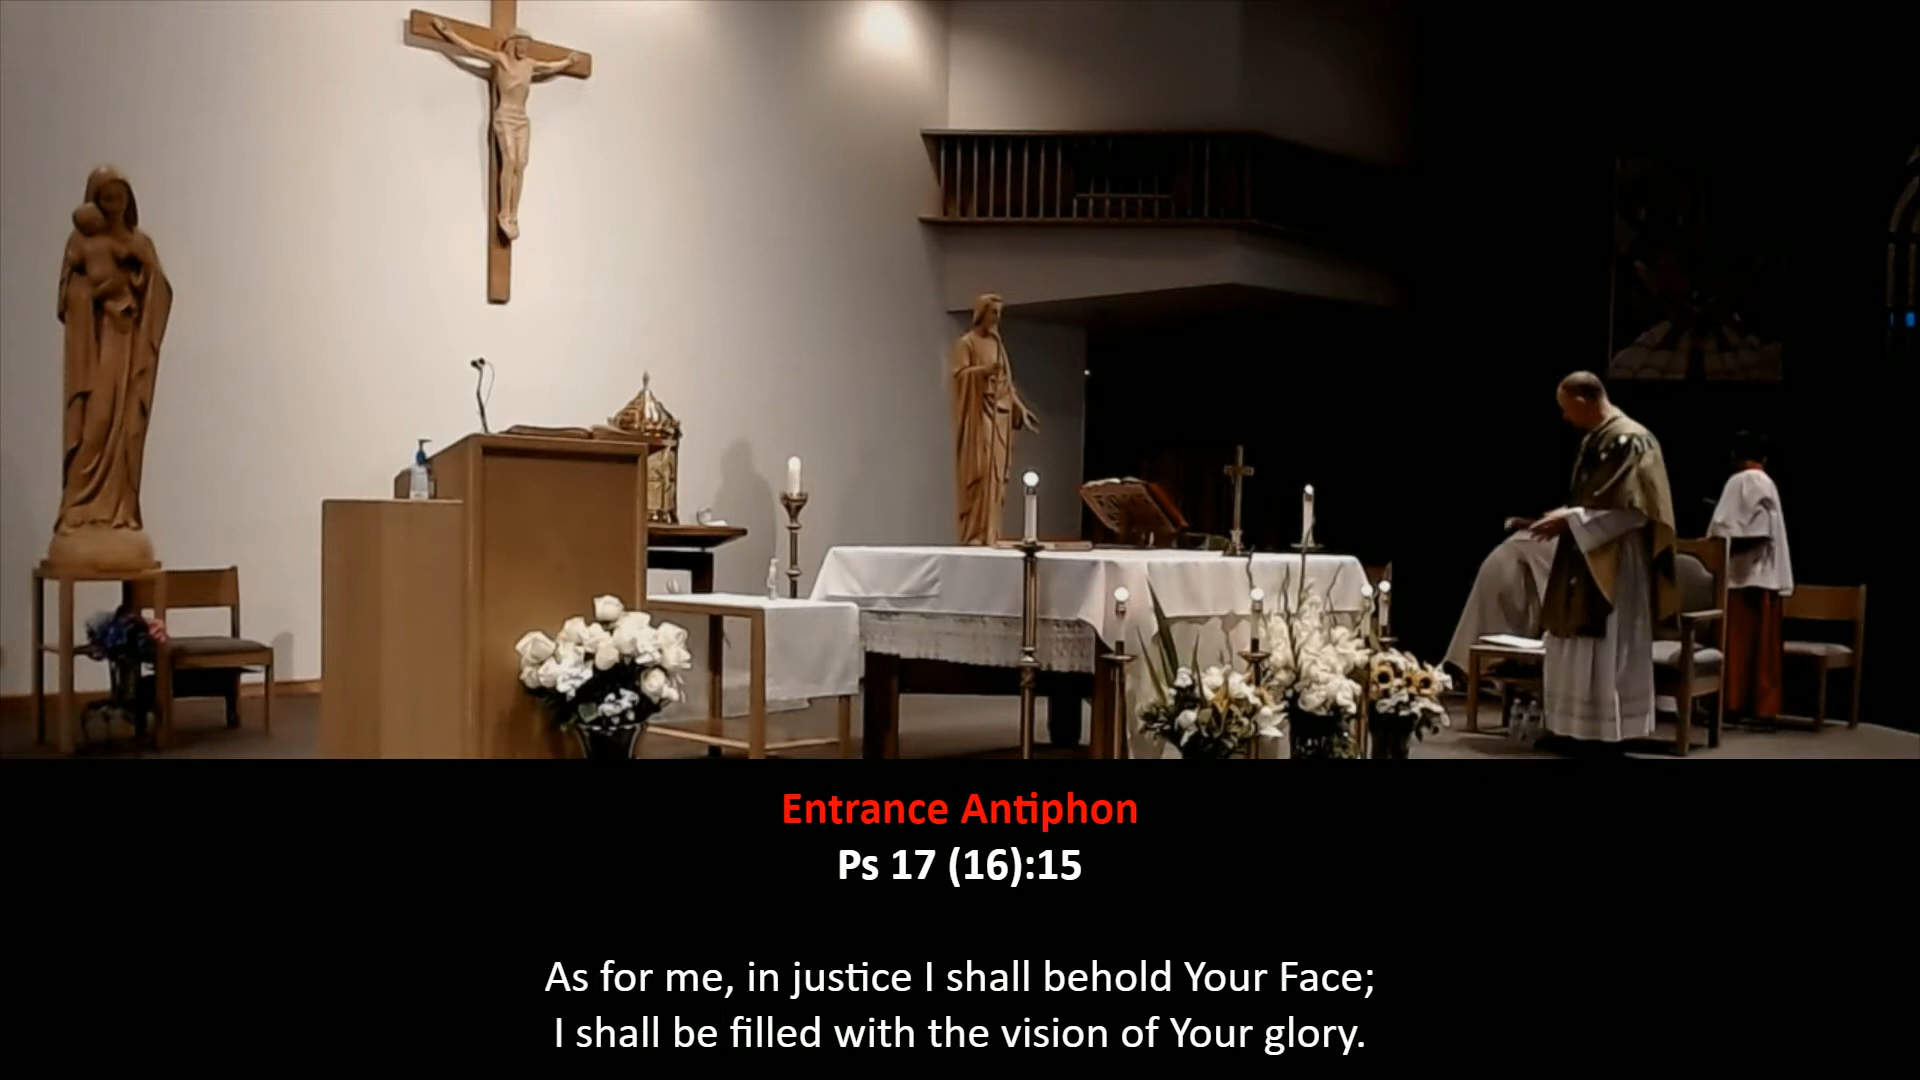 Entrance Antiphon
Ps 17 (16):15
As for me, in justice I shall behold Your Face;
I shall be filled with the vision of Your glory.